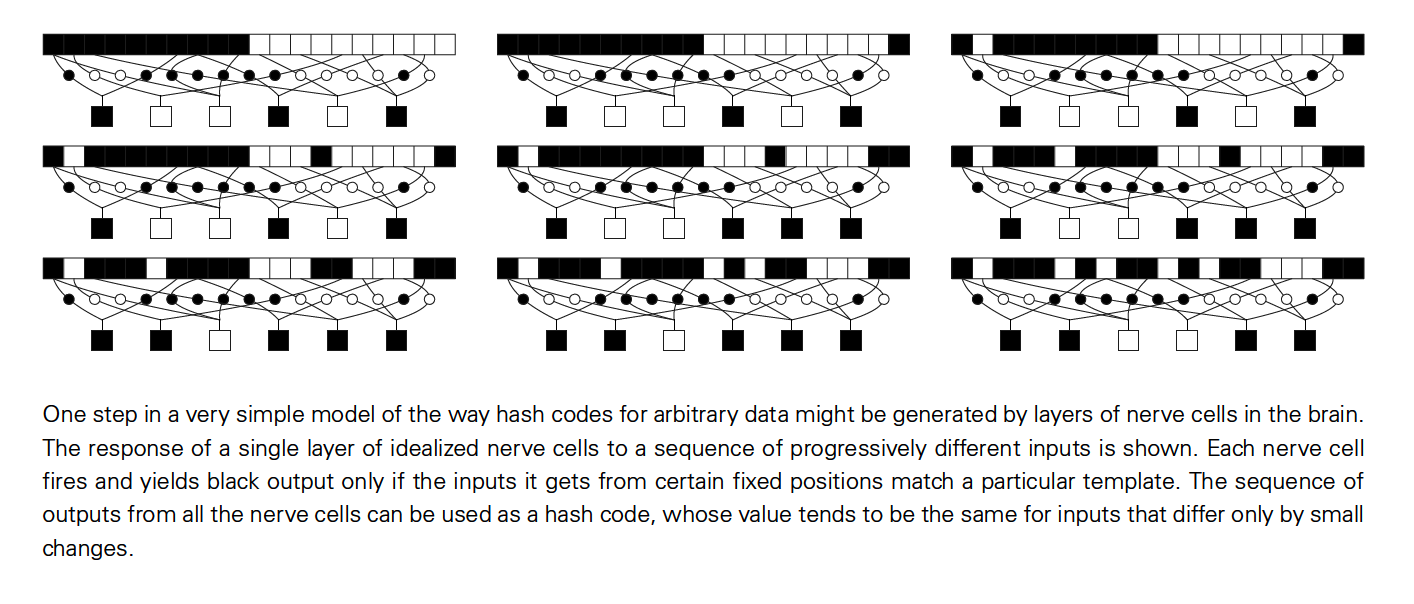 One step in a very simple model of the way hash codes for arbitrary data might be generated by layers of nerve cells in the brain.
The response of a single layer of idealized nerve cells to a sequence of progressively different inputs is shown. Each nerve cell
fires and yields black output only if the inputs it gets from certain fixed positions match a particular template. The sequence of
outputs from all the nerve cells can be used as a hash code, whose value tends to be the same for inputs that differ only by small
changes.